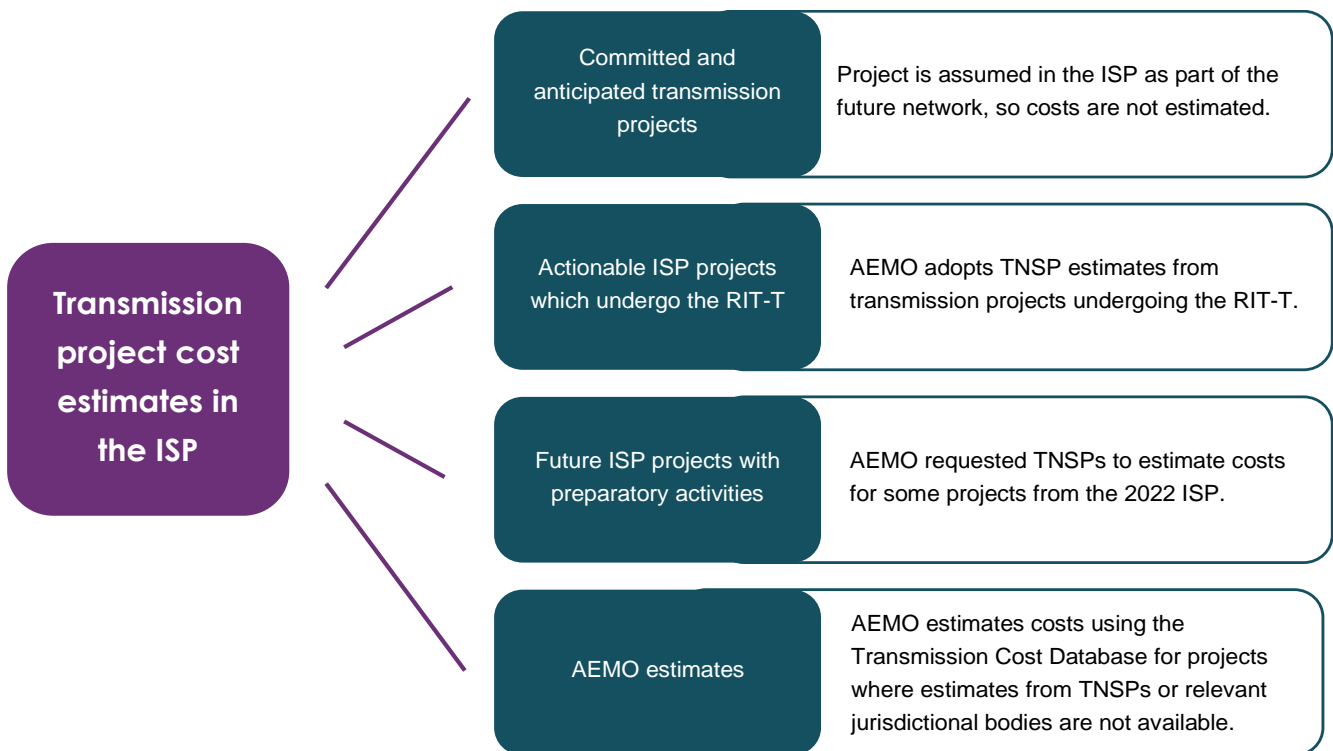 Transmission
project cost
estimates in
the ISP
Committed and
anticipated transmission
projects
Project is assumed in the ISP as part of the
future network, so costs are not estimated.
Actionable ISP projects
which undergo the RIT-T
AEMO adopts TNSP estimates from
transmission projects undergoing the RIT-T.
Future ISP projects with
preparatory activities
AEMO requested TNSPs to estimate costs
for some projects from the 2022 ISP.
AEMO estimates
AEMO estimates costs using the
Transmission Cost Database for projects
where estimates from TNSPs or relevant
jurisdictional bodies are not available.